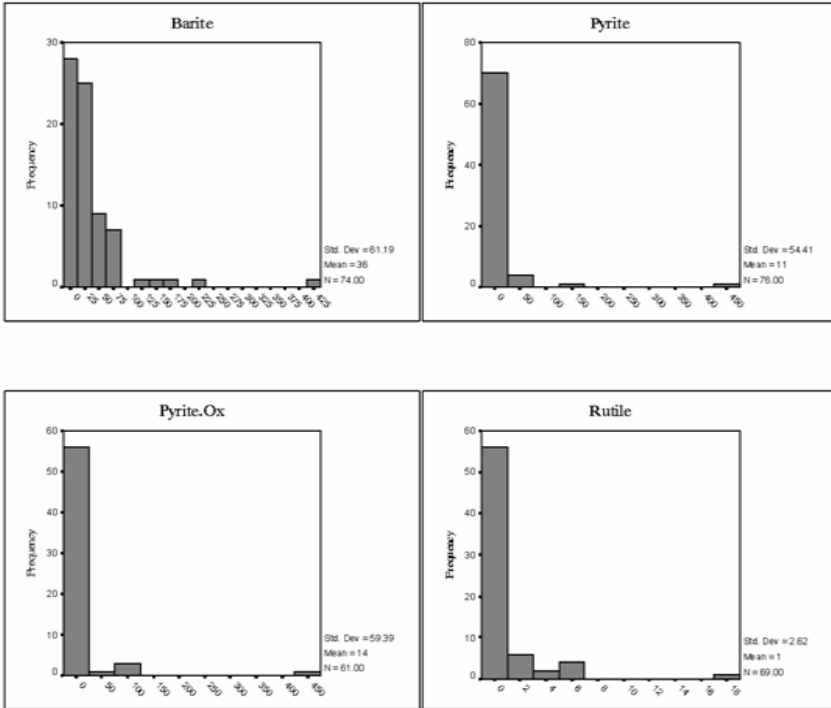 Barite
30
20
10
0
Frequency
Std. Dev = 61.19
Mean = 36
N = 74.00
0 25 50 75 100 125 150 175 200 225 250 275 300 325 350 375 400 425
Pyrite
80
60
40
20
0
Frequency
Std. Dev = 54.41
Mean = 11
N = 76.00
0 50 100 150 200 250 300 350 400 450
Pyrite.Ox
60
50
40
30
20
10
0
Frequency
Std. Dev = 59.39
Mean = 14
N = 61.00
0 50 100 150 200 250 300 350 400 450
Rutile
60
50
40
30
20
10
0
Frequency
Std. Dev = 2.62
Mean = 1
N = 69.00
0 2 4 6 8 10 12 14 16 18